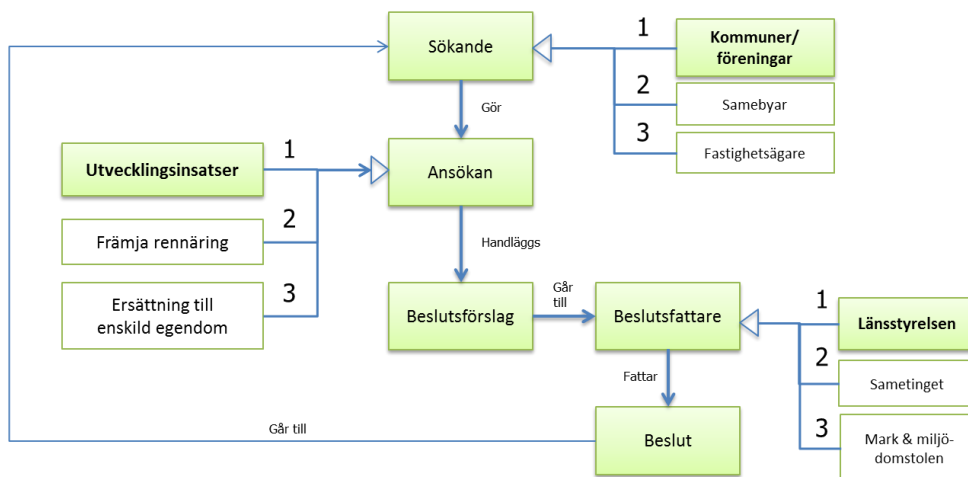 Sökande
1
Kommuner/
föreningar
2
Samebyar
3
Fastighetsägare
Gör
Utvecklingsinsatser
1
Ansökan
2
Främja rennäring
3
Ersättning till
enskild egendom
Handläggs
Beslutsförslag
Går
till
Beslutsfattare
1
Länsstyrelsen
2
Sametinget
3
Mark & miljö-
domstolen
Fattar
Beslut
Går till